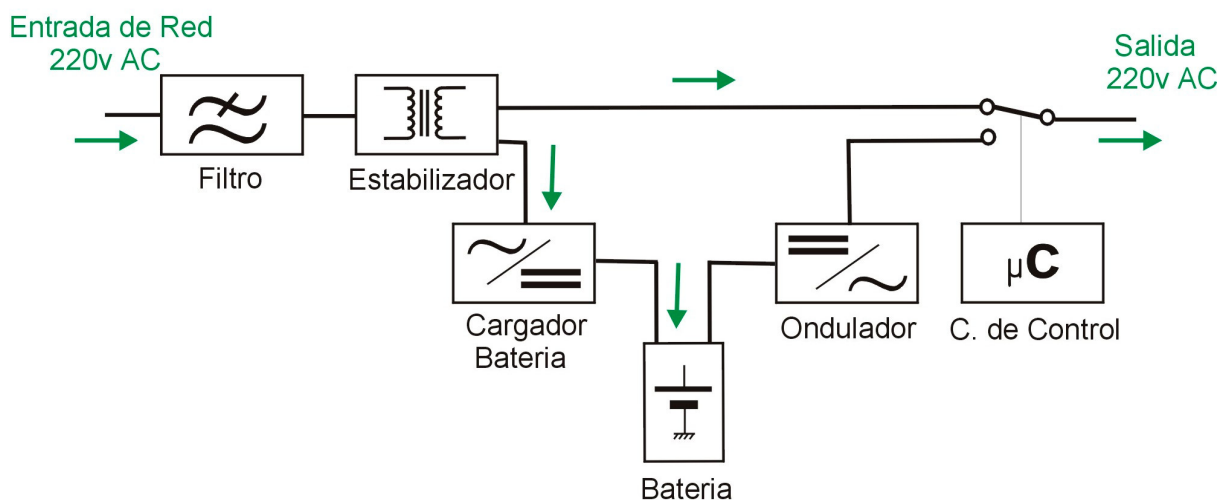 Entrada de Red
220v AC
Salida
220v AC
Filtro
Estabilizador
Cargador
Bateria
Ondulador
μC
C. de Control
Bateria